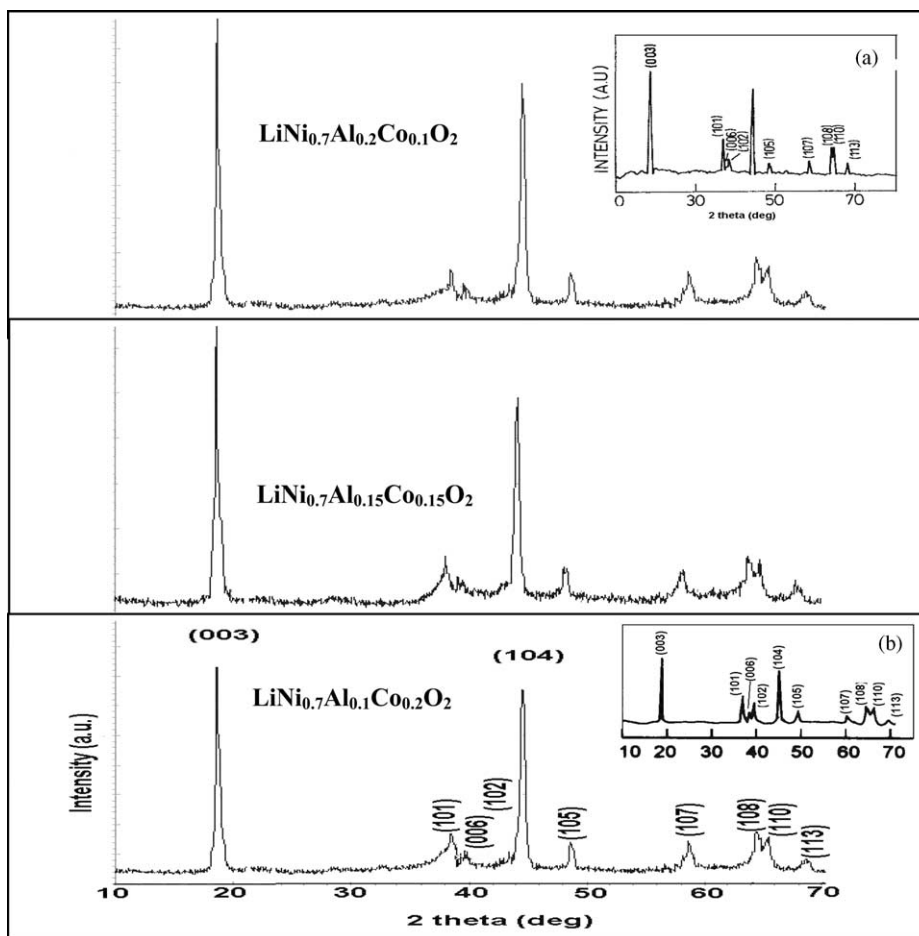 (a)
INTENSITY (A.U)
(003)
(101)
(006)
(102)
(105)
(107)
(108)
(110)
(113)
0 30 50 70
2 theta (deg)
LiNi0.7Al0.2Co0.1O2
LiNi0.7Al0.15Co0.15O2
(003)
(104)
LiNi0.7Al0.1Co0.2O2
(b)
(003)
(101)
(006)
(102)
(104)
(105)
(107)
(108)
(110)
(113)
10 20 30 40 50 60 70
Intensity (a.u.)
(101)
(006)
(102)
(105)
(107)
(108)
(110)
(113)
10 20 30 40 50 60 70
2 theta (deg)